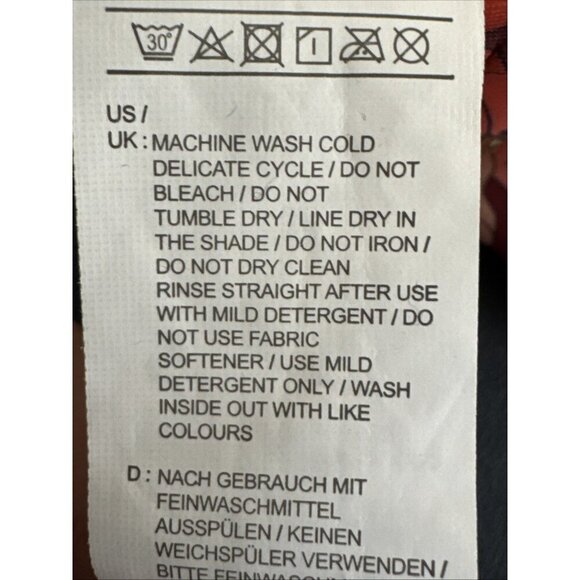 30°
US /
UK : MACHINE WASH COLD
DELICATE CYCLE / DO NOT
BLEACH / DO NOT
TUMBLE DRY / LINE DRY IN
THE SHADE / DO NOT IRON /
DO NOT DRY CLEAN
RINSE STRAIGHT AFTER USE
WITH MILD DETERGENT / DO
NOT USE FABRIC
SOFTENER / USE MILD
DETERGENT ONLY / WASH
INSIDE OUT WITH LIKE
COLOURS
D : NACH GEBRAUCH MIT
FEINWASCHMITTEL
AUSSPÜLEN / KEINEN
WEICHSPÜLER VERWENDEN /
BITTE